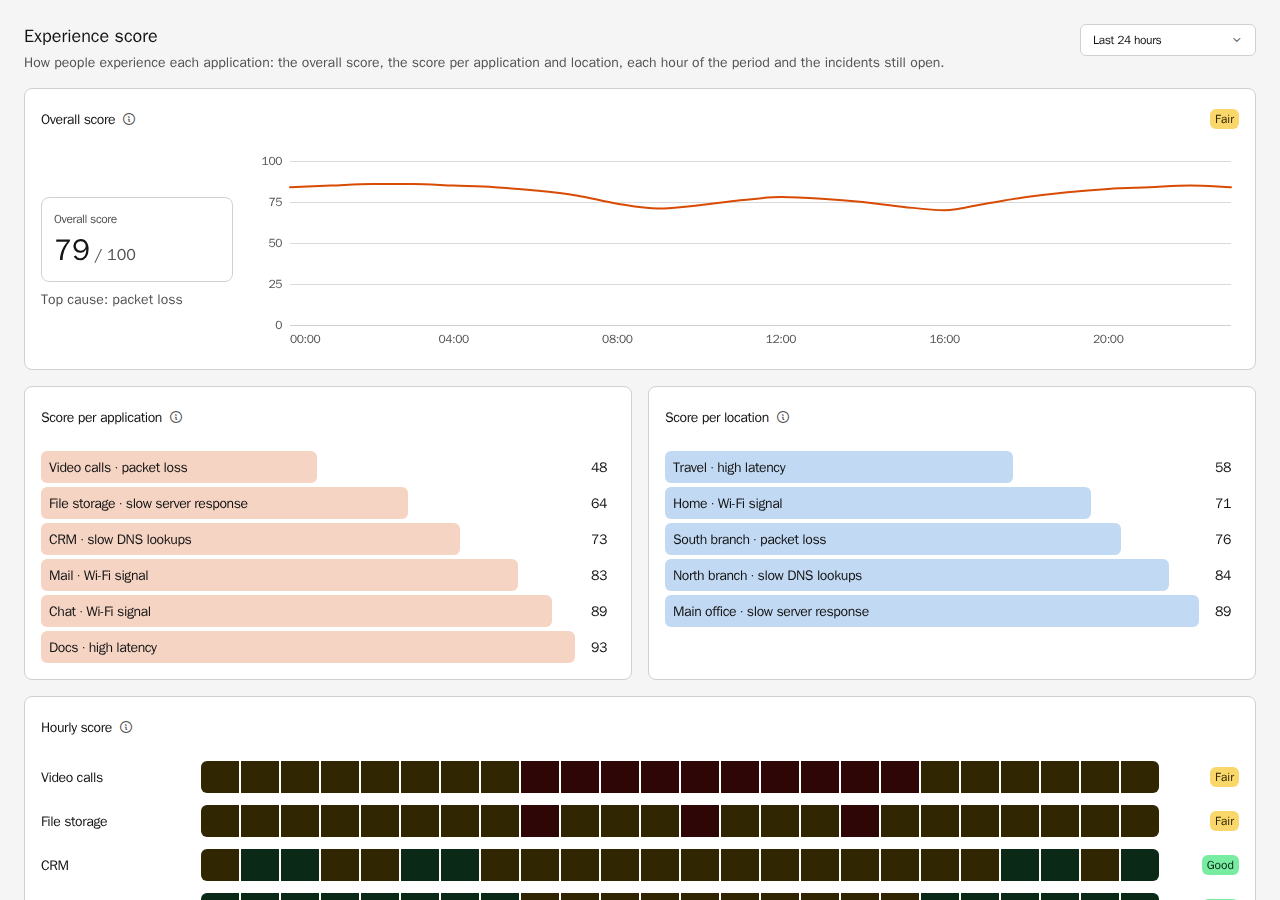 Experience score
Last 24 hours
How people experience each application: the overall score, the score per application and location, each hour of the period and the incidents still open.
Overall score
Fair
100
75
50
25
0
Overall score
79 / 100
Top cause: packet loss
00:00 04:00 08:00 12:00 16:00 20:00
Score per application
Video calls · packet loss 48
File storage · slow server response 64
CRM · slow DNS lookups 73
Mail · Wi-Fi signal 83
Chat · Wi-Fi signal 89
Docs · high latency 93
Score per location
Travel · high latency 58
Home · Wi-Fi signal 71
South branch · packet loss 76
North branch · slow DNS lookups 84
Main office · slow server response 89
Hourly score
Video calls Fair
File storage Fair
CRM Good